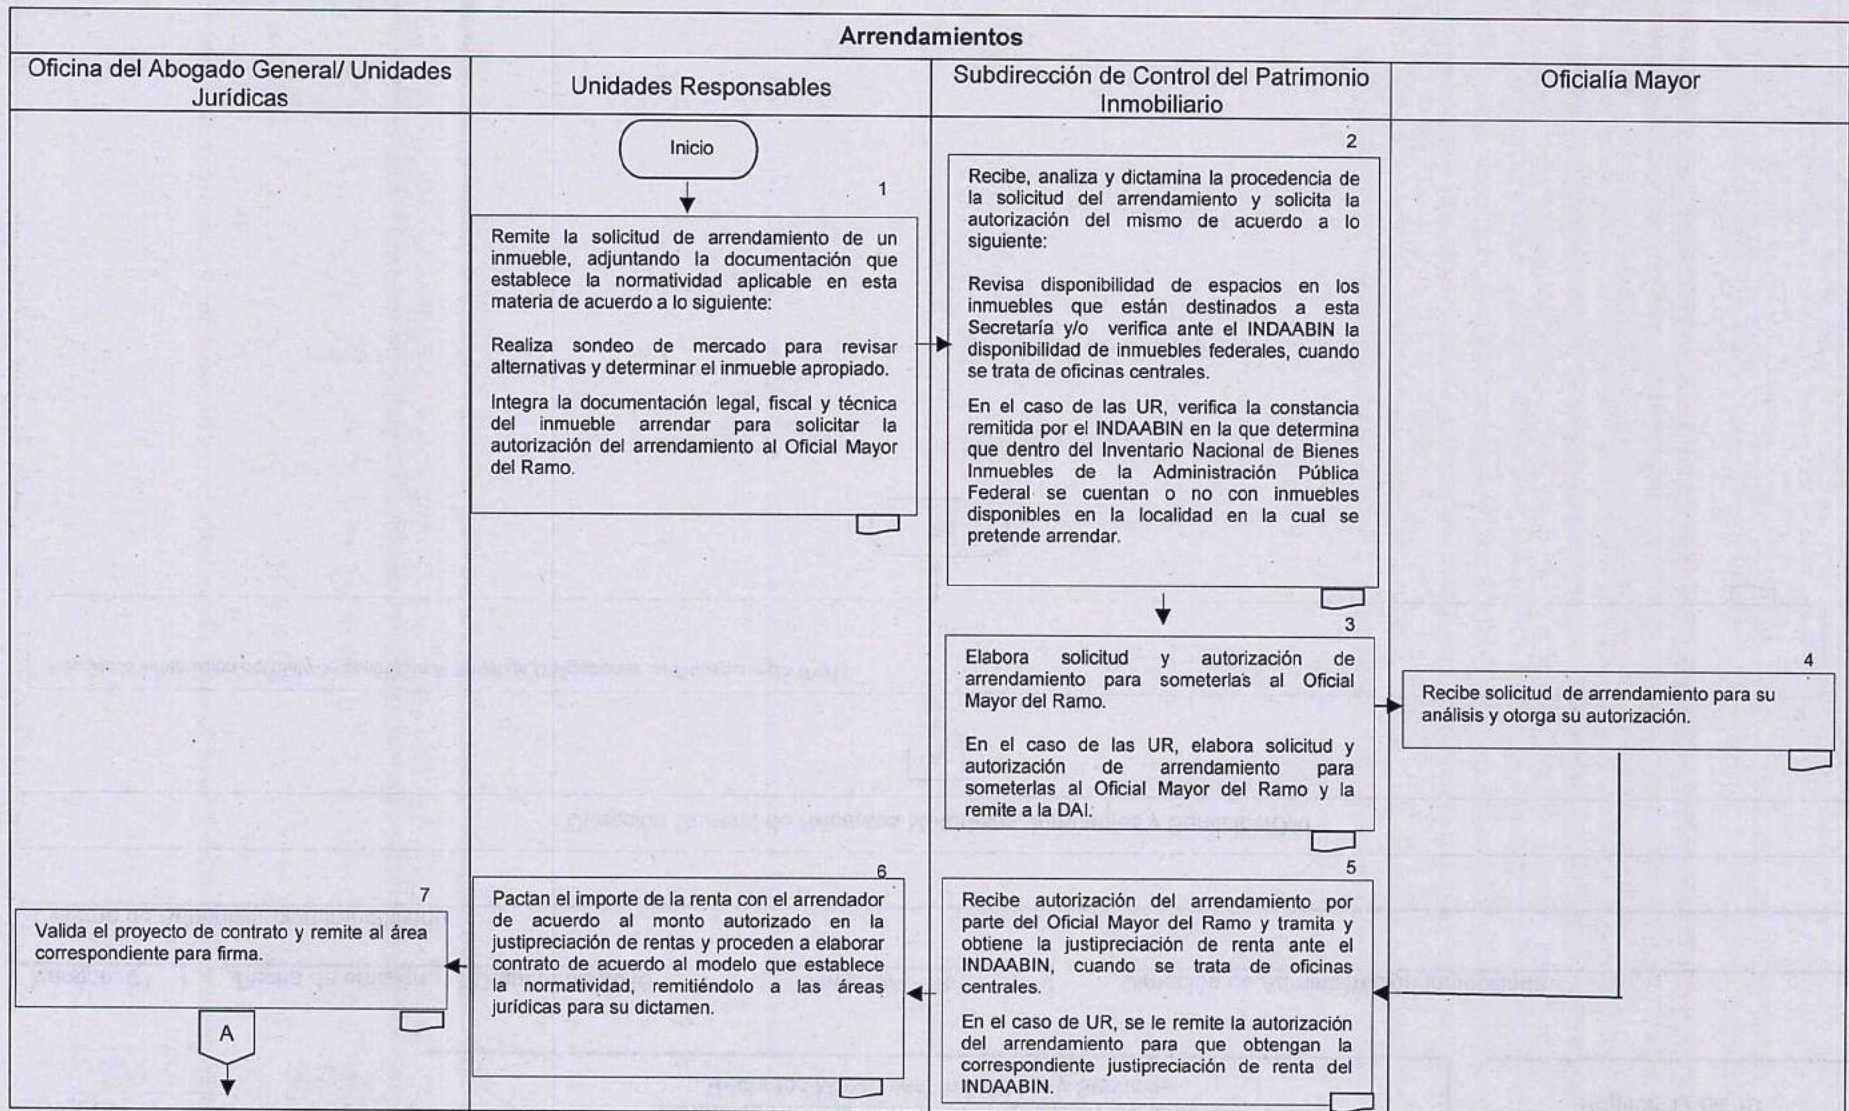 Arrendamientos
Oficina del Abogado General/ Unidades
Jurídicas
Unidades Responsables
Subdirección de Control del Patrimonio
Inmobiliario
Oficialía Mayor
Inicio
1
Remite la solicitud de arrendamiento de un
inmueble, adjuntando la documentación que
establece la normatividad aplicable en esta
materia de acuerdo a lo siguiente:
Realiza sondeo de mercado para revisar
alternativas y determinar el inmueble apropiado.
Integra la documentación legal, fiscal y técnica
del inmueble arrendar para solicitar la
autorización del arrendamiento al Oficial Mayor
del Ramo.
2
Recibe, analiza y dictamina la procedencia de
la solicitud del arrendamiento y solicita la
autorización del mismo de acuerdo a lo
siguiente:
Revisa disponibilidad de espacios en los
inmuebles que están destinados a esta
Secretaría y/o verifica ante el INDAABIN la
disponibilidad de inmuebles federales, cuando
se trata de oficinas centrales.
En el caso de las UR, verifica la constancia
remitida por el INDAABIN en la que determina
que dentro del Inventario Nacional de Bienes
Inmuebles de la Administración Pública
Federal se cuentan o no con inmuebles
disponibles en la localidad en la cual se
pretende arrendar.
3
Elabora solicitud y autorización de
arrendamiento para someterlas al Oficial
Mayor del Ramo.
En el caso de las UR, elabora solicitud y
autorización de arrendamiento para
someterlas al Oficial Mayor del Ramo y la
remite a la DAI.
4
Recibe solicitud de arrendamiento para su
análisis y otorga su autorización.
5
Recibe autorización del arrendamiento por
parte del Oficial Mayor del Ramo y tramita y
obtiene la justipreciación de renta ante el
INDAABIN, cuando se trata de oficinas
centrales.
En el caso de UR, se le remite la autorización
del arrendamiento para que obtengan la
correspondiente justipreciación de renta del
INDAABIN.
6
Pactan el importe de la renta con el arrendador
de acuerdo al monto autorizado en la
justipreciación de rentas y proceden a elaborar
contrato de acuerdo al modelo que establece
la normatividad, remitiéndolo a las áreas
jurídicas para su dictamen.
7
Valida el proyecto de contrato y remite al área
correspondiente para firma.
A